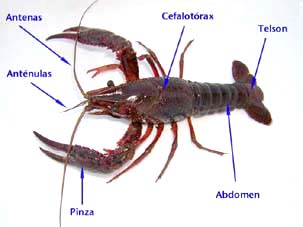 Antenas
Cefalotórax
Telson
Anténulas
Abdomen
Pinza